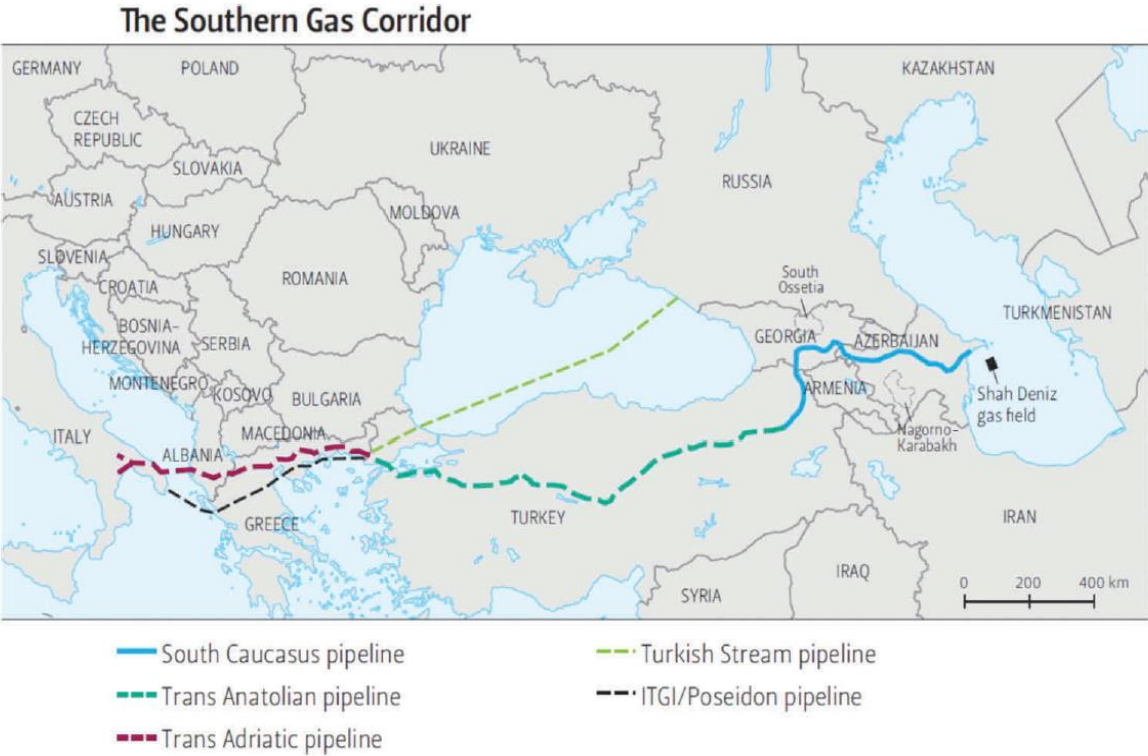 The Southern Gas Corridor
GERMANY
POLAND
KAZAKHSTAN
CZECH
REPUBLIC
UKRAINE
SLOVAKIA
RUSSIA
AUSTRIA
MOLDOVA
HUNGARY
SLOVENIA
ROMANIA
CROATIA
South
Ossetia
BOSNIA–
HERZEGOVINA
SERBIA
GEORGIA
AZERBAIJAN
TURKMENISTAN
MONTENEGRO
KOSOVO
BULGARIA
ARMENIA
Shah Deniz
gas field
ITALY
MACEDONIA
Nagorno–
Karabakh
ALBANIA
GREECE
TURKEY
IRAN
SYRIA
IRAQ
0 200 400 km
South Caucasus pipeline
Turkish Stream pipeline
Trans Anatolian pipeline
ITGI/Poseidon pipeline
Trans Adriatic pipeline